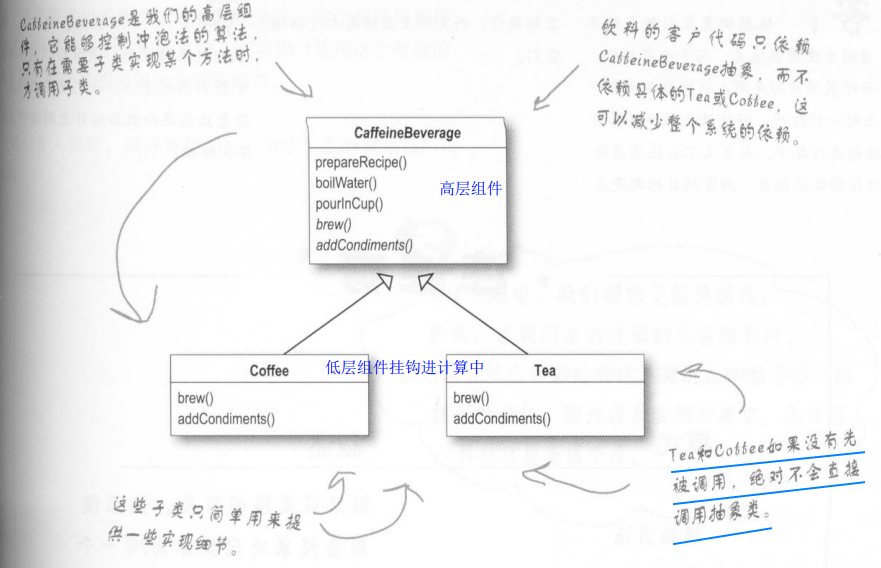 CaffeineBeverage是我们的高层组
件，它能够控制冲泡法的算法，
只有在需要子类实现某个方法时，
才调用子类。
饮料的客户代码只依赖
CaffeineBeverage抽象，而不
依赖具体的Tea或Coffee，这
可以减少整个系统的依赖。
CaffeineBeverage
prepareRecipe()
boilWater()
pourInCup()
brew()
addCondiments()
高层组件
低层组件挂钩进计算中
Coffee
brew()
addCondiments()
Tea
brew()
addCondiments()
Tea和Coffee如果没有先
被调用，绝对不会直接
调用抽象类。
这些子类只简单用来提
供一些实现细节。